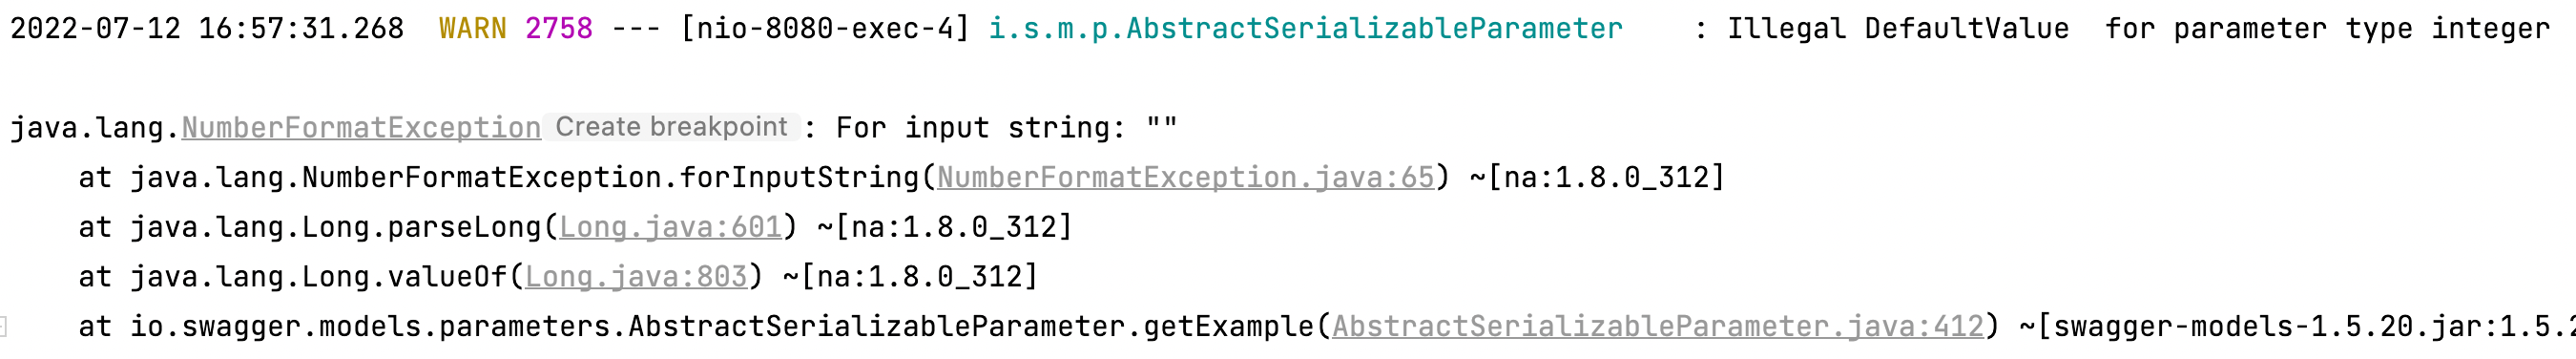 2022-07-12 16:57:31.268  WARN 2758 --- [nio-8080-exec-4] i.s.m.p.AbstractSerializableParameter    : Illegal DefaultValue  for parameter type integer
java.lang.NumberFormatException Create breakpoint : For input string: ""
    at java.lang.NumberFormatException.forInputString(NumberFormatException.java:65) ~[na:1.8.0_312]
    at java.lang.Long.parseLong(Long.java:601) ~[na:1.8.0_312]
    at java.lang.Long.valueOf(Long.java:803) ~[na:1.8.0_312]
    at io.swagger.models.parameters.AbstractSerializableParameter.getExample(AbstractSerializableParameter.java:412) ~[swagger-models-1.5.20.jar:1.5.2